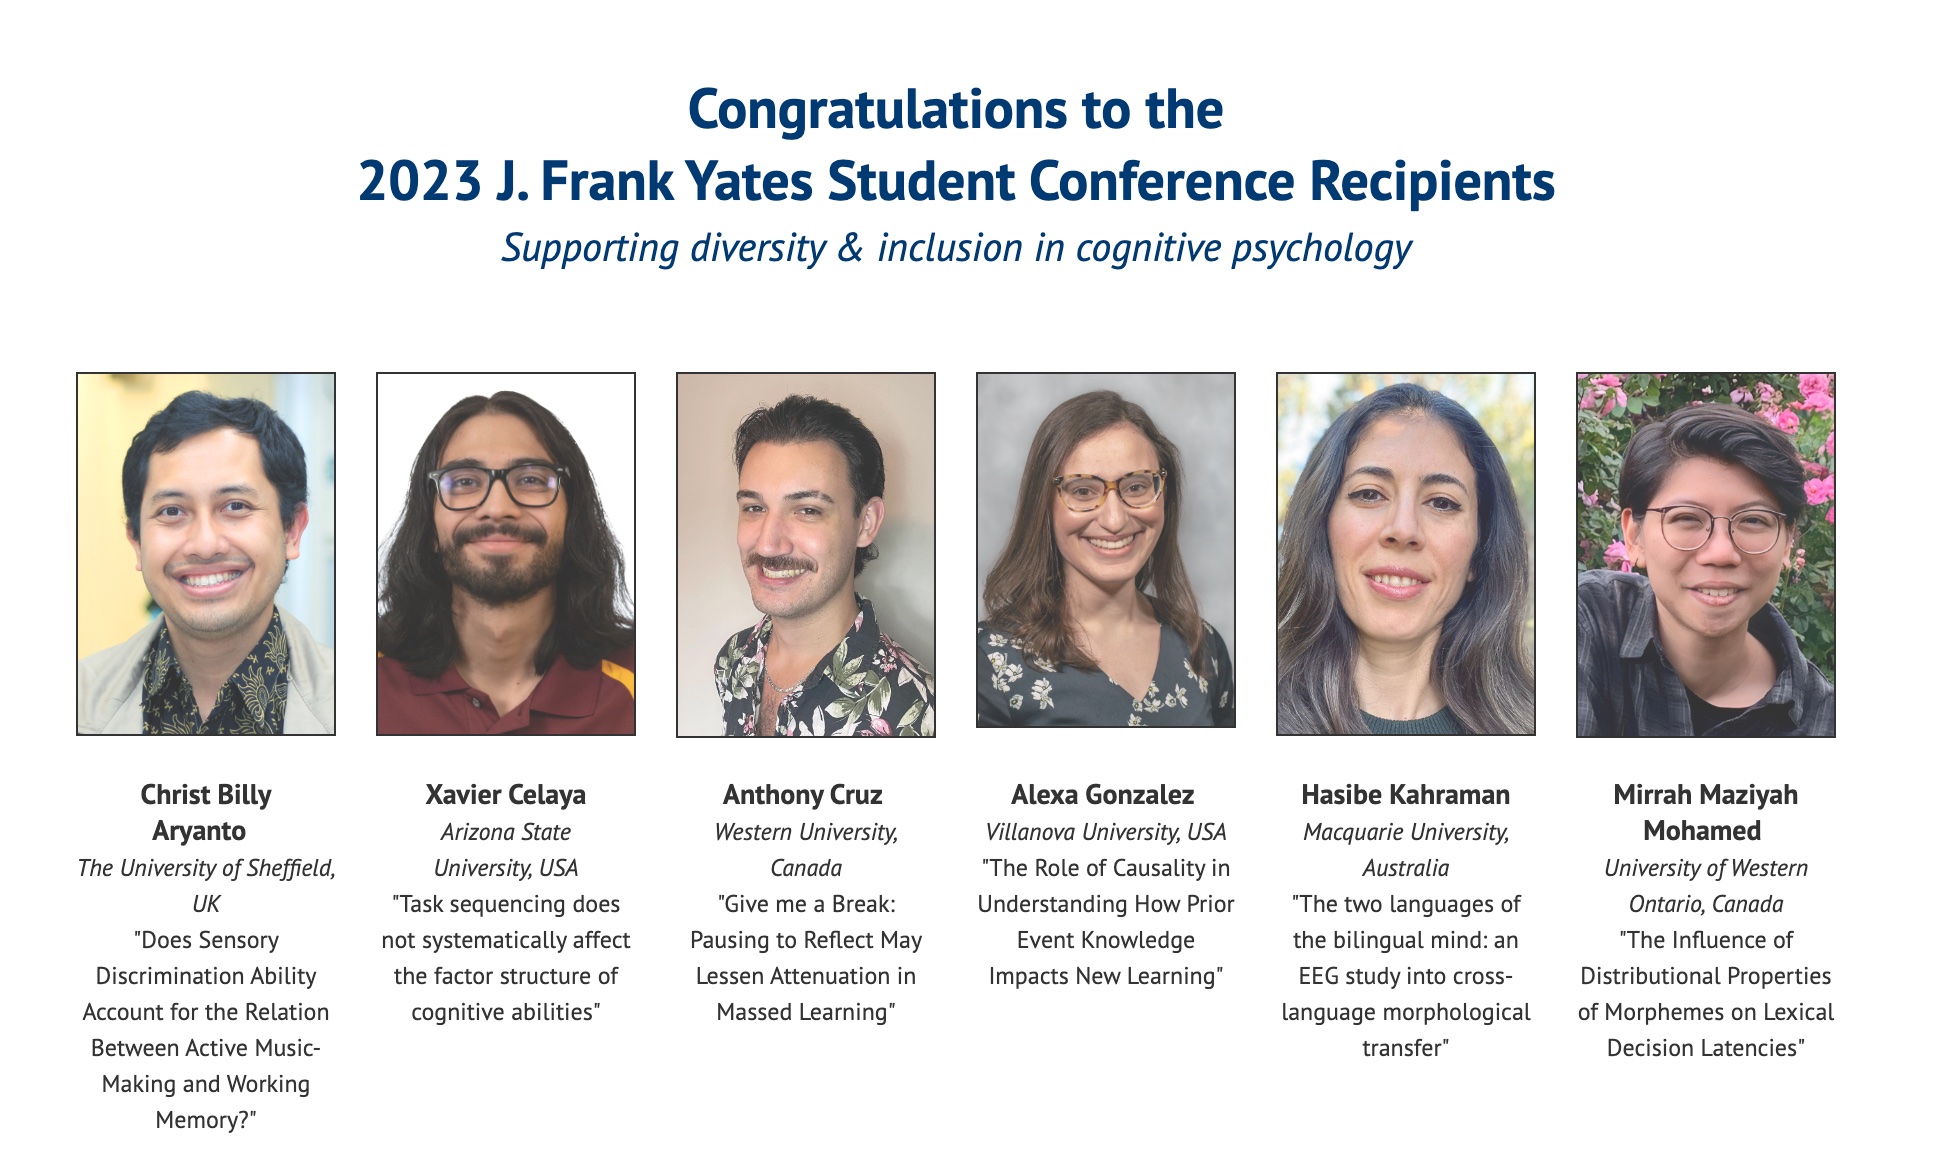 Congratulations to the
2023 J. Frank Yates Student Conference Recipients
Supporting diversity & inclusion in cognitive psychology
Christ Billy
Aryanto
The University of Sheffield,
UK
"Does Sensory
Discrimination Ability
Account for the Relation
Between Active Music-
Making and Working
Memory?"
Xavier Celaya
Arizona State
University, USA
"Task sequencing does
not systematically affect
the factor structure of
cognitive abilities"
Anthony Cruz
Western University,
Canada
"Give me a Break:
Pausing to Reflect May
Lessen Attenuation in
Massed Learning"
Alexa Gonzalez
Villanova University, USA
"The Role of Causality in
Understanding How Prior
Event Knowledge
Impacts New Learning"
Hasibe Kahraman
Macquarie University,
Australia
"The two languages of
the bilingual mind: an
EEG study into cross-
language morphological
transfer"
Mirrah Maziyah
Mohamed
University of Western
Ontario, Canada
"The Influence of
Distributional Properties
of Morphemes on Lexical
Decision Latencies"